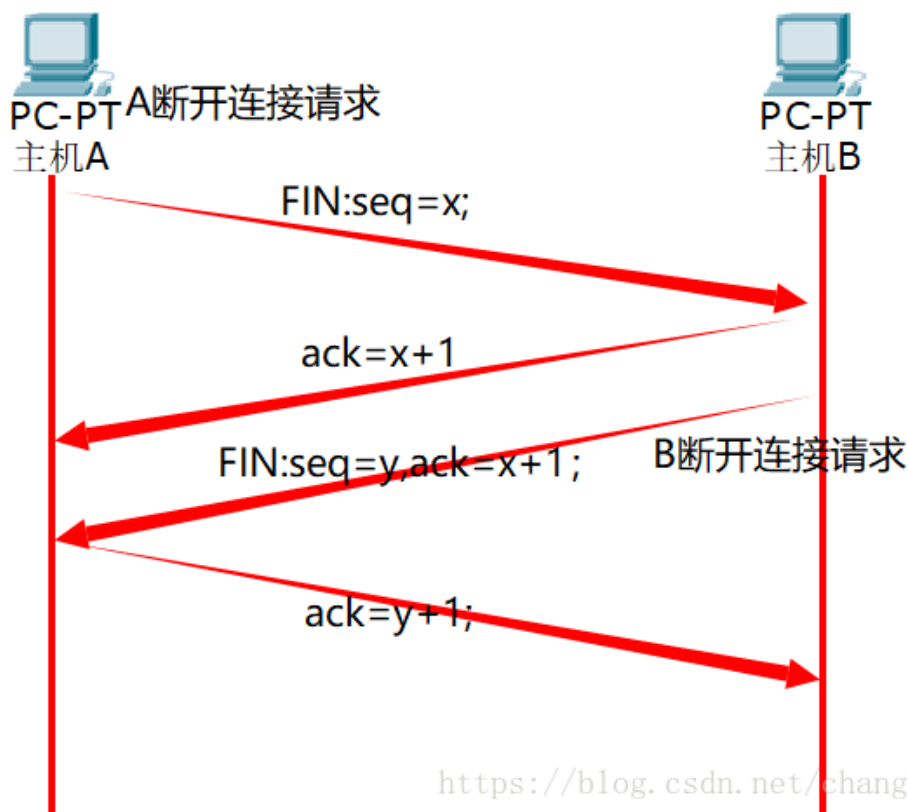 A断开连接请求
PC-PT
主机A
PC-PT
主机B
FIN:seq=x;
ack=x+1
FIN:seq=y,ack=x+1;
B断开连接请求
ack=y+1;
https://blog.csdn.net/chang